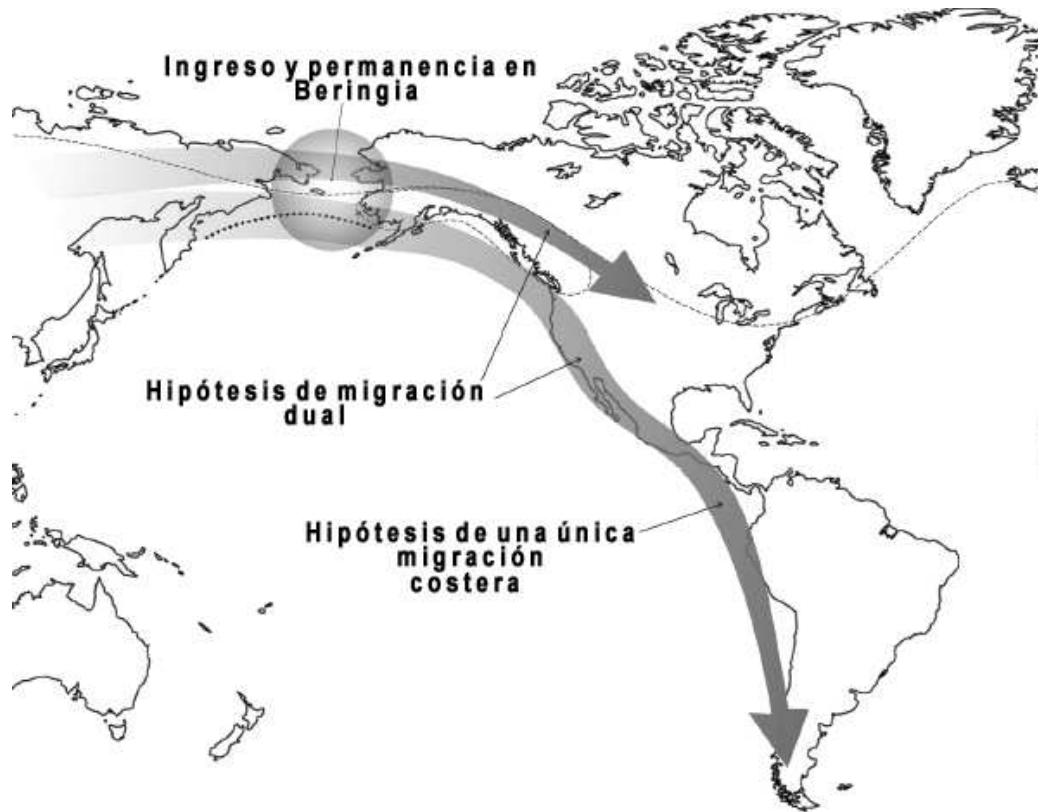 Ingreso y permanencia en
Beringia
Hipótesis de migración
dual
Hipótesis de una única
migración
costera